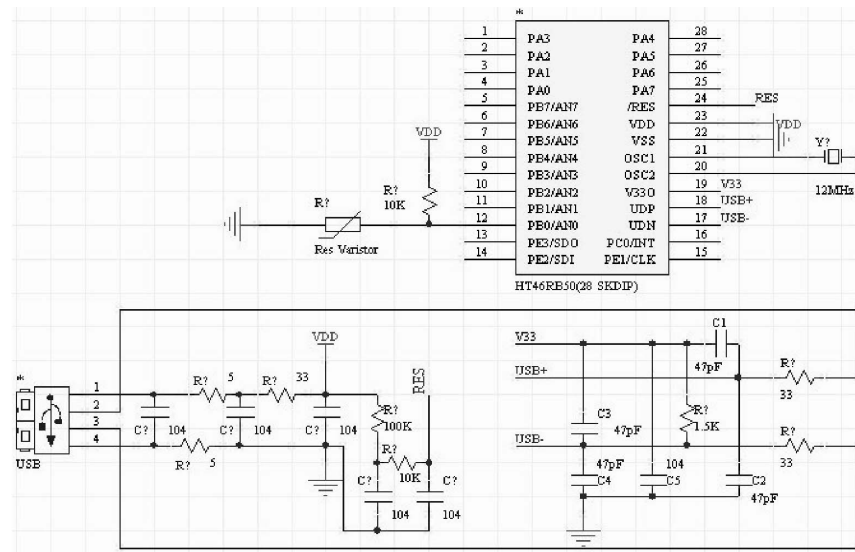 *
1 PA3 PA4 28
2 PA2 PA5 27
3 PA1 PA6 26
4 PA0 PA7 25
5 PB7/AN7 /RES 24 RES
6 PB6/AN6 VDD 23 VDD
7 PB5/AN5 VSS 22
8 PB4/AN4 OSC1 21 Y?
9 PB3/AN3 OSC2 20
10 PB2/AN2 V33O 19 V33 12MHz
11 PB1/AN1 UDP 18 USB+
12 PB0/AN0 UDN 17 USB-
13 PE3/SDO PC0/INT 16
14 PE2/SDI PE1/CLK 15
HT46RB50(28 SKDIP)
VDD
R?
10K
R?
Res Varistor
VDD
RES
*
1
2
3
4
USB
R? 5
R? 33
C? 104
C? 104
C? 104
R? 5
R?
100K
R?
10K
C?
104
C?
104
V33
USB+
USB-
C1
47pF
R?
33
C3
47pF
R?
1.5K
R?
33
47pF
C4
104
C5
C2
47pF